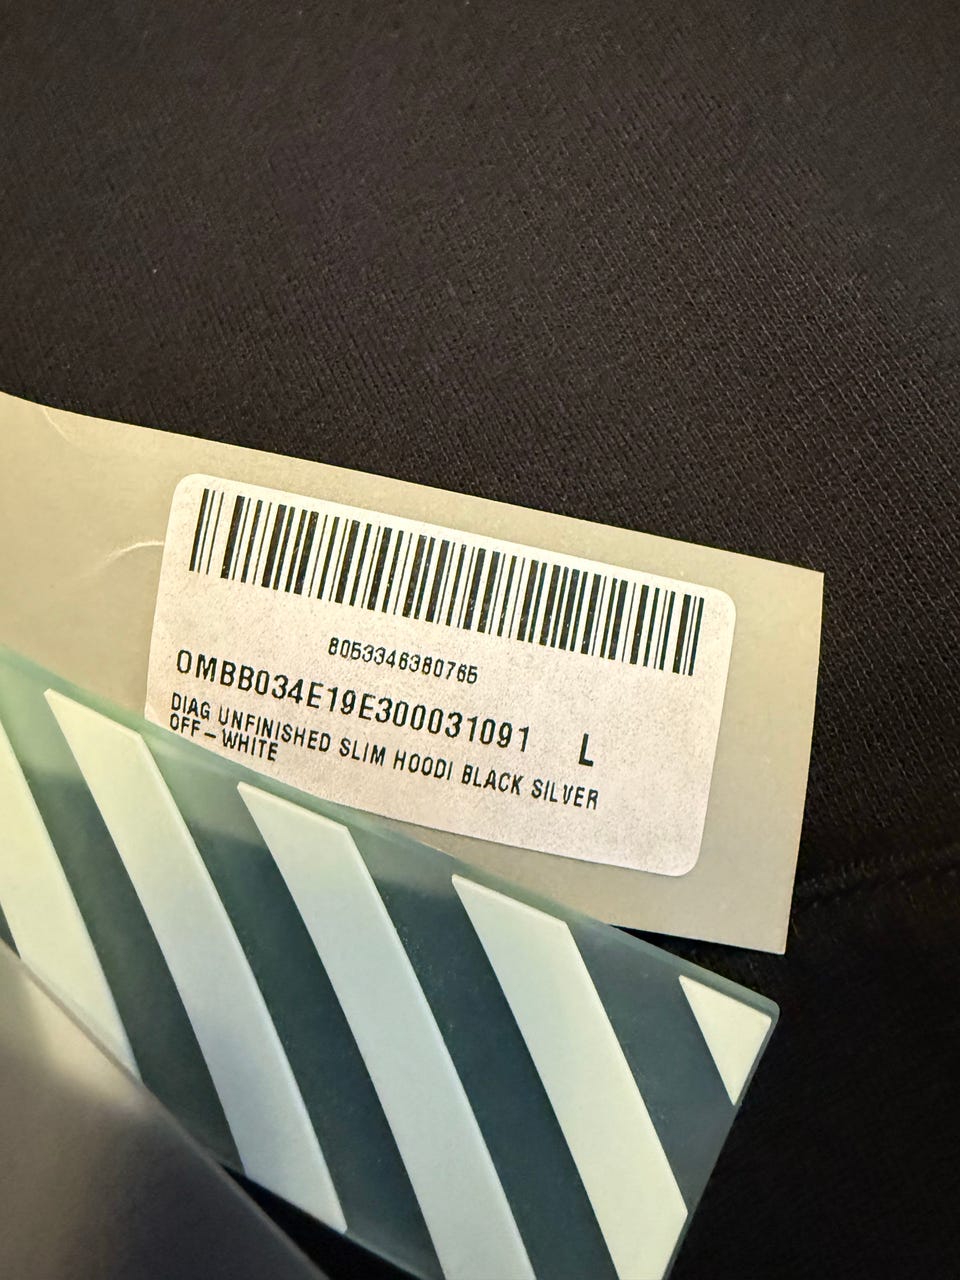 8053346380765
OMBB034E19E300031091 L
DIAG UNFINISHED SLIM HOODI BLACK SILVER
OFF-WHITE